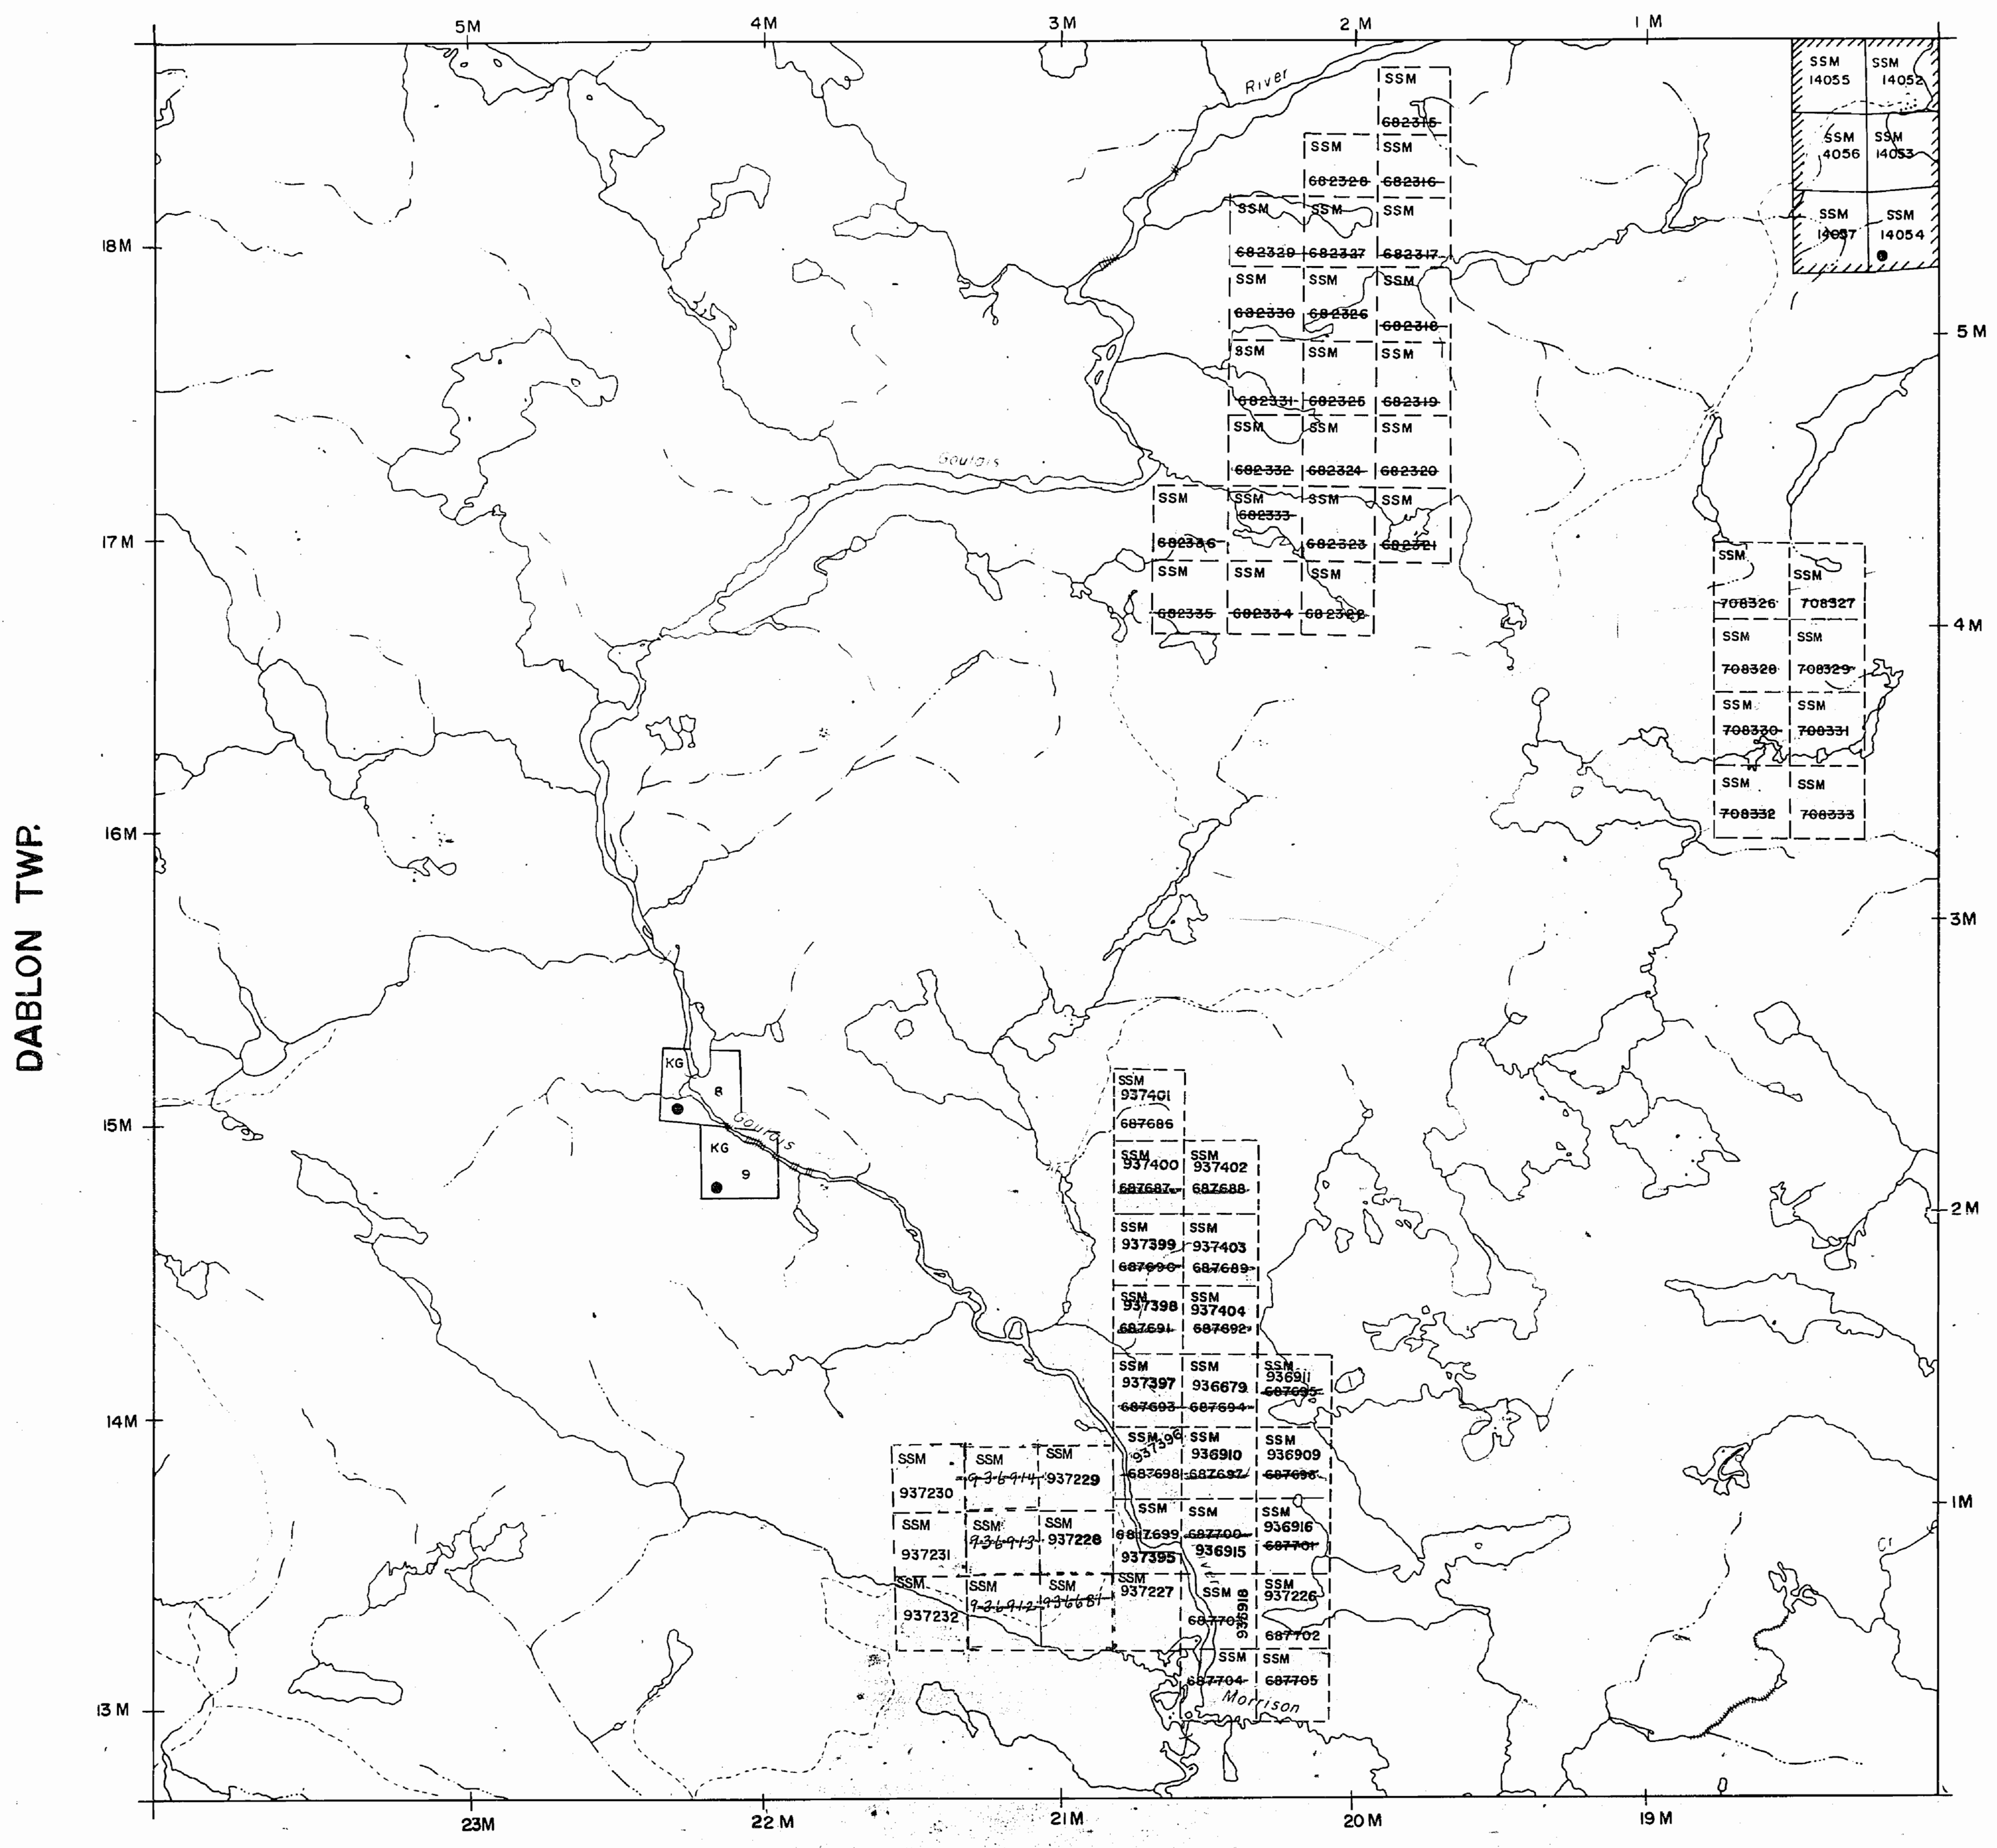 5M
4M
3M
2M
1M
River
SSM
682315
SSM
14055
SSM
14052
SSM
682328
SSM
682316
SSM
4056
SSM
14053
SSM
682329
SSM
682327
SSM
682317
SSM
14057
SSM
14054
18M
SSM
682330
SSM
682326
SSM
682318
5M
SSM
682331
SSM
682325
SSM
682319
Goulais
SSM
682332
SSM
682324
SSM
682320
17M
SSM
682336
SSM
682333
SSM
682323
SSM
682321
SSM
682335
SSM
682334
SSM
682322
SSM
708326
SSM
708327
4M
SSM
708328
SSM
708329
SSM
708330
SSM
708331
SSM
708332
SSM
708333
16M
DABLON TWP.
3M
KG
8
Goulais
KG
9
15M
SSM
937401
687686
SSM
937400
687687
SSM
937402
687688
2M
SSM
937399
687690
SSM
937403
687689
SSM
937398
687691
SSM
937404
687692
SSM
937397
687693
SSM
936679
687694
SSM
936911
687695
14M
SSM
937396
687698
SSM
936910
687697
SSM
936909
687696
SSM
937230
SSM
936914
SSM
937229
1M
SSM
687699
937395
SSM
687700
936915
SSM
936916
687701
SSM
937231
SSM
936913
SSM
937228
SSM
937232
SSM
936912
SSM
936681
SSM
937227
SSM
936918
SSM
937226
687702
SSM
687704
SSM
687705
Morrison
13M
23M
22M
21M
20M
19M